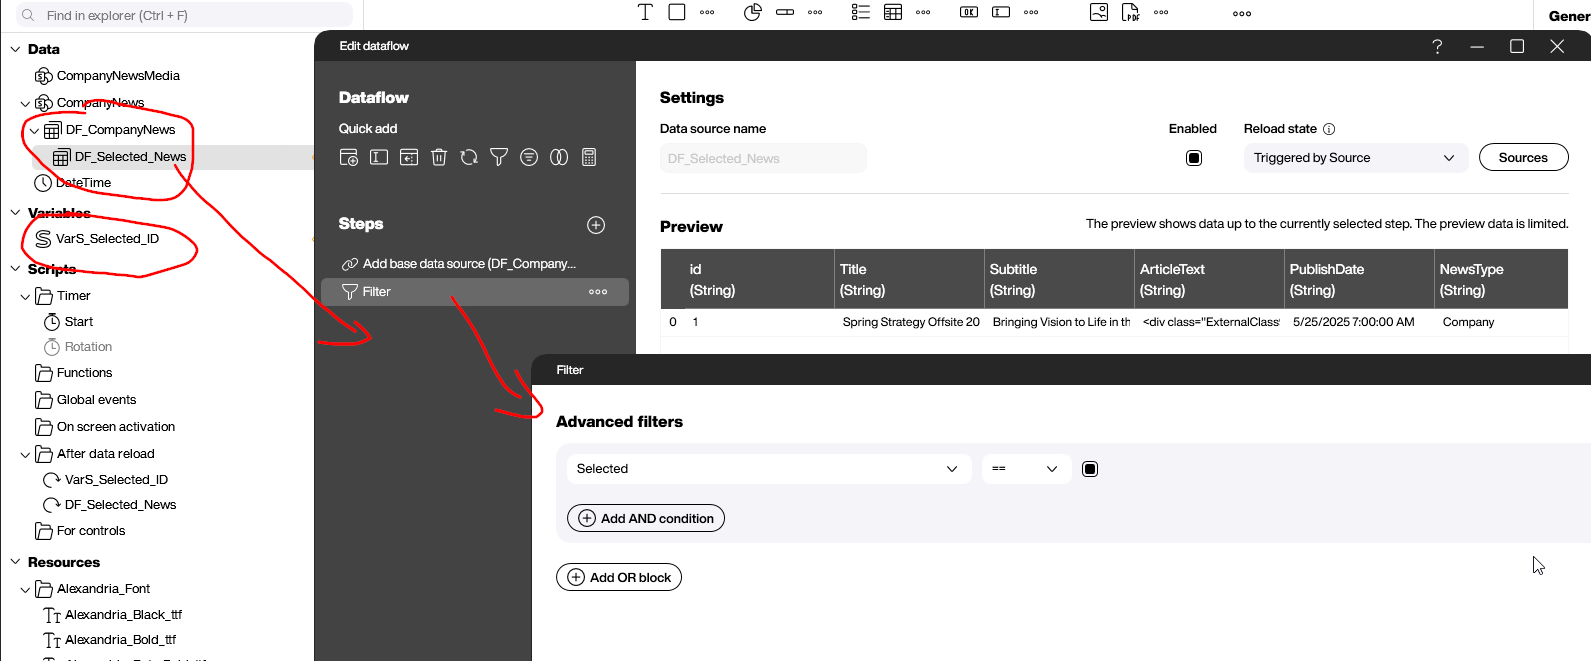 Find in explorer (Ctrl + F)
OK
PDF
Gener
Data
CompanyNewsMedia
CompanyNews
DF_CompanyNews
DF_Selected_News
DateTime
Variables
VarS_Selected_ID
Scripts
Timer
Start
Rotation
Functions
Global events
On screen activation
After data reload
VarS_Selected_ID
DF_Selected_News
For controls
Resources
Alexandria_Font
Alexandria_Black_ttf
Alexandria_Bold_ttf
Edit dataflow
?
Dataflow
Quick add
Steps
Add base data source (DF_Company...
Filter
Settings
Data source name
Enabled
Reload state
DF_Selected_News
Triggered by Source
Sources
Preview
The preview shows data up to the currently selected step. The preview data is limited.
id Title Subtitle ArticleText PublishDate NewsType
(String) (String) (String) (String) (String) (String)
0 1 Spring Strategy Offsite 20 Bringing Vision to Life in th <div class="ExternalClass 5/25/2025 7:00:00 AM Company
Filter
Advanced filters
Selected ==
Add AND condition
Add OR block